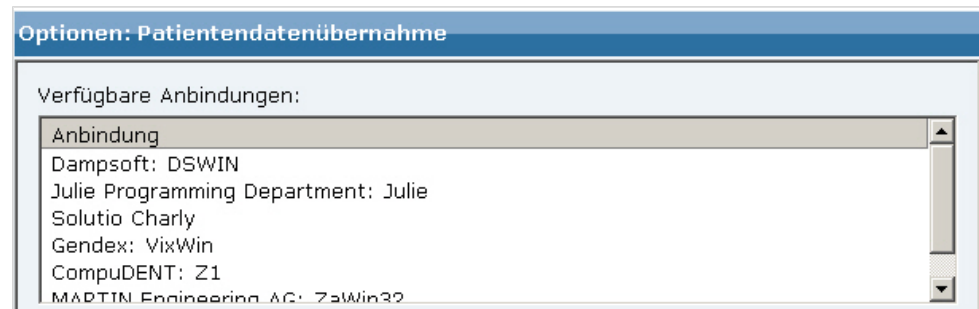 Optionen: Patientendatenübernahme
Verfügbare Anbindungen:
Anbindung
Dampsoft: DSWIN
Julie Programming Department: Julie
Solutio Charly
Gendex: VixWin
CompuDENT: Z1
MARTIN Engineering AG: ZaWin32